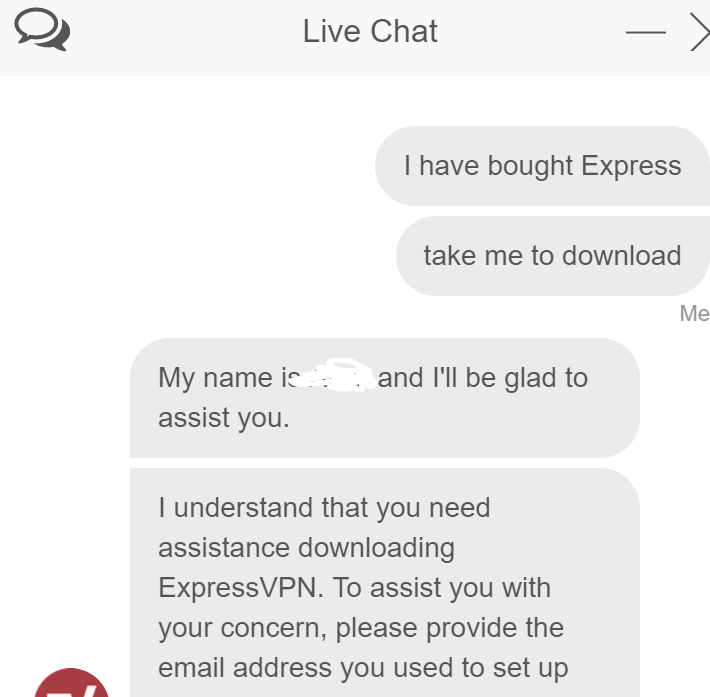 Live Chat
I have bought Express
take me to download
Me
My name is and I'll be glad to
assist you.
I understand that you need
assistance downloading
ExpressVPN. To assist you with
your concern, please provide the
email address you used to set up